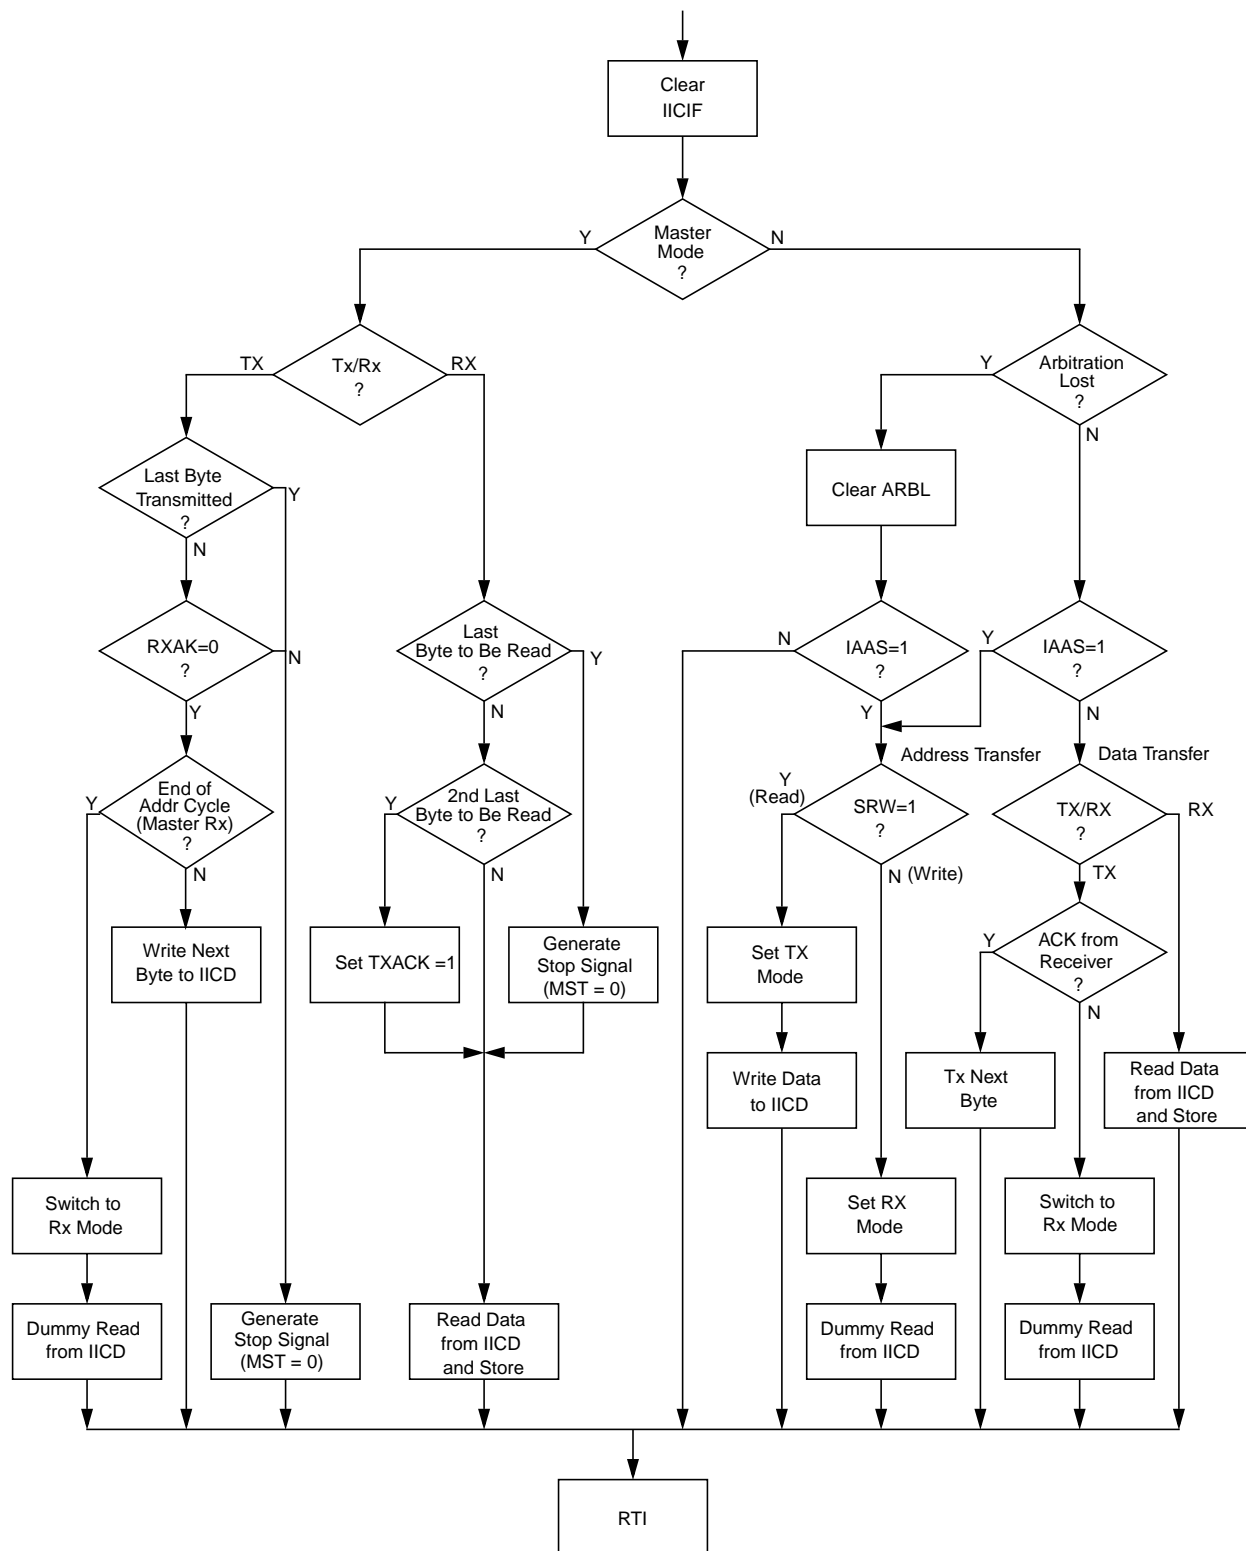 Clear
IICIF
Master
Mode
?
Y
N
Tx/Rx
?
TX
RX
Arbitration
Lost
?
Y
N
Last Byte
Transmitted
?
Y
N
Clear ARBL
RXAK=0
?
N
Y
Last
Byte to Be Read
?
Y
N
IAAS=1
?
N
Y
IAAS=1
?
Y
N
Address Transfer
Data Transfer
End of
Addr Cycle
(Master Rx)
?
Y
N
2nd Last
Byte to Be Read
?
Y
N
Y
(Read)
SRW=1
?
N (Write)
TX/RX
?
RX
TX
Write Next
Byte to IICD
Set TXACK =1
Generate
Stop Signal
(MST = 0)
Set TX
Mode
ACK from
Receiver
?
Y
N
Write Data
to IICD
Tx Next
Byte
Read Data
from IICD
and Store
Switch to
Rx Mode
Set RX
Mode
Switch to
Rx Mode
Dummy Read
from IICD
Generate
Stop Signal
(MST = 0)
Read Data
from IICD
and Store
Dummy Read
from IICD
Dummy Read
from IICD
RTI